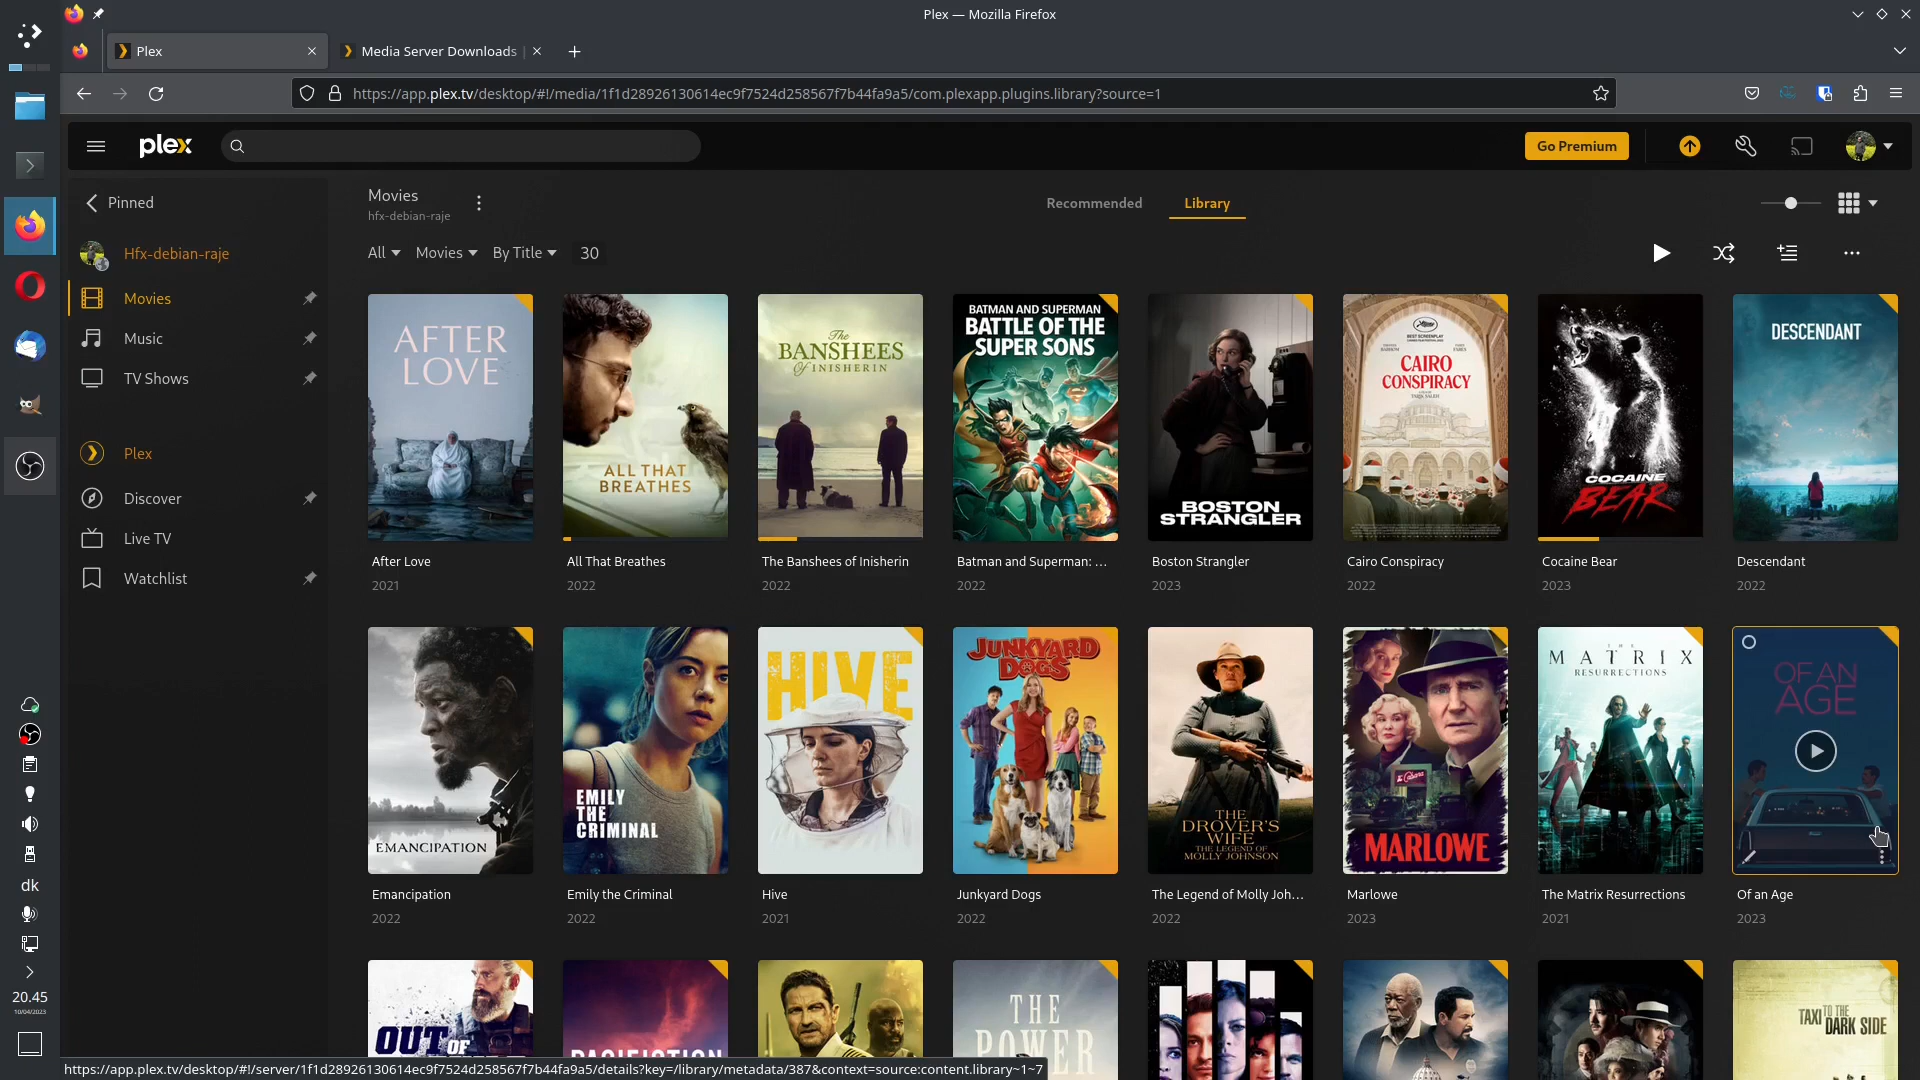 Plex — Mozilla Firefox
Plex
Media Server Downloads |
https://app.plex.tv/desktop/#!/media/1f1d28926130614ec9f7524d258567f7b44fa9a5/com.plexapp.plugins.library?source=1
plex
Go Premium
Pinned
Hfx-debian-raje
Movies
Music
TV Shows
Plex
Discover
Live TV
Watchlist
Movies
hfx-debian-raje
Recommended
Library
All
Movies
By Title
30
AFTER
LOVE
ALL THAT
BREATHES
The
BANSHEES
Of INISHERIN
BATMAN AND SUPERMAN
BATTLE OF THE
SUPER SONS
BOSTON
STRANGLER
BEST SCREENPLAY
CAIRO
CONSPIRACY
COCAINE
BEAR
DESCENDANT
After Love
2021
All That Breathes
2022
The Banshees of Inisherin
2022
Batman and Superman: ...
2022
Boston Strangler
2023
Cairo Conspiracy
2022
Cocaine Bear
2023
Descendant
2022
EMANCIPATION
EMILY
THE
CRIMINAL
HIVE
JUNKYARD
DOGS
THE
DROVER'S
WIFE
THE LEGEND OF
MOLLY JOHNSON
MARLOWE
THE
MATRIX
RESURRECTIONS
OF AN
AGE
Emancipation
2022
Emily the Criminal
2022
Hive
2021
Junkyard Dogs
2022
The Legend of Molly Joh...
2022
Marlowe
2023
The Matrix Resurrections
2021
Of an Age
2023
OUT OF
PACIFICTION
THE
POWER
TAXI TO THE
DARK SIDE
dk
20.45
10/04/2023
https://app.plex.tv/desktop/#!/server/1f1d28926130614ec9f7524d258567f7b44fa9a5/details?key=/library/metadata/387&context=source:content.library~1~7